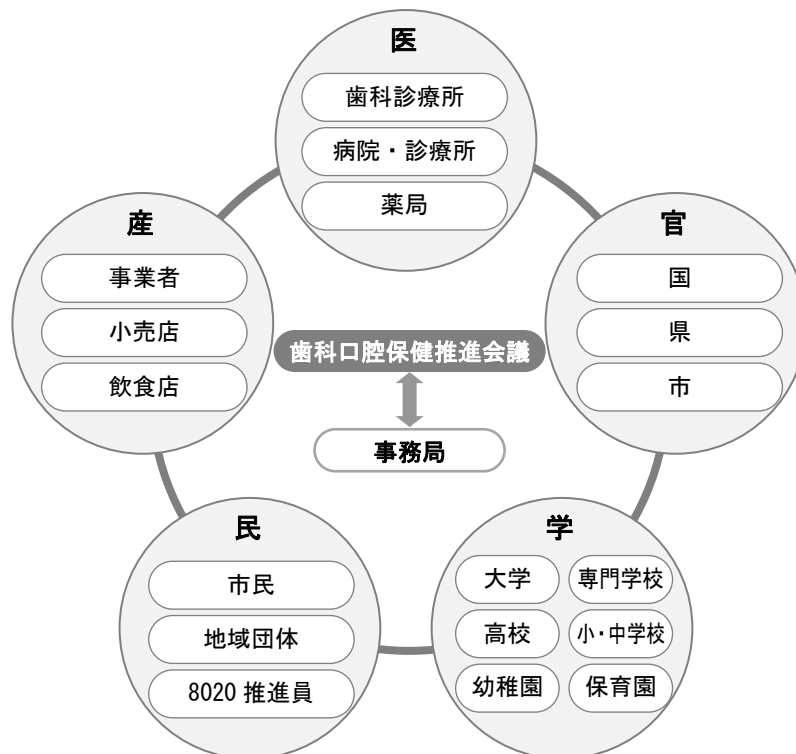 医
歯科診療所
病院・診療所
薬局
産
事業者
小売店
飲食店
官
国
県
市
歯科口腔保健推進会議
事務局
民
市民
地域団体
8020 推進員
学
大学 専門学校
高校 小・中学校
幼稚園 保育園